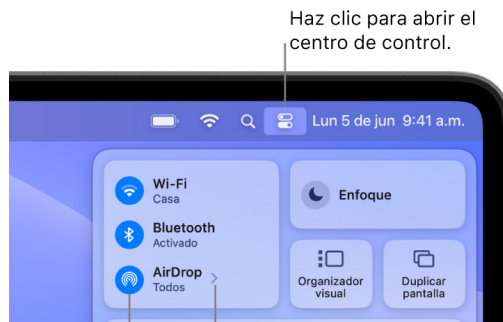 Haz clic para abrir el
centro de control.
Lun 5 de jun 9:41 a.m.
Wi-Fi
Casa
Bluetooth
Activado
AirDrop
Todos
Enfoque
Organizador
visual
Duplicar
pantalla